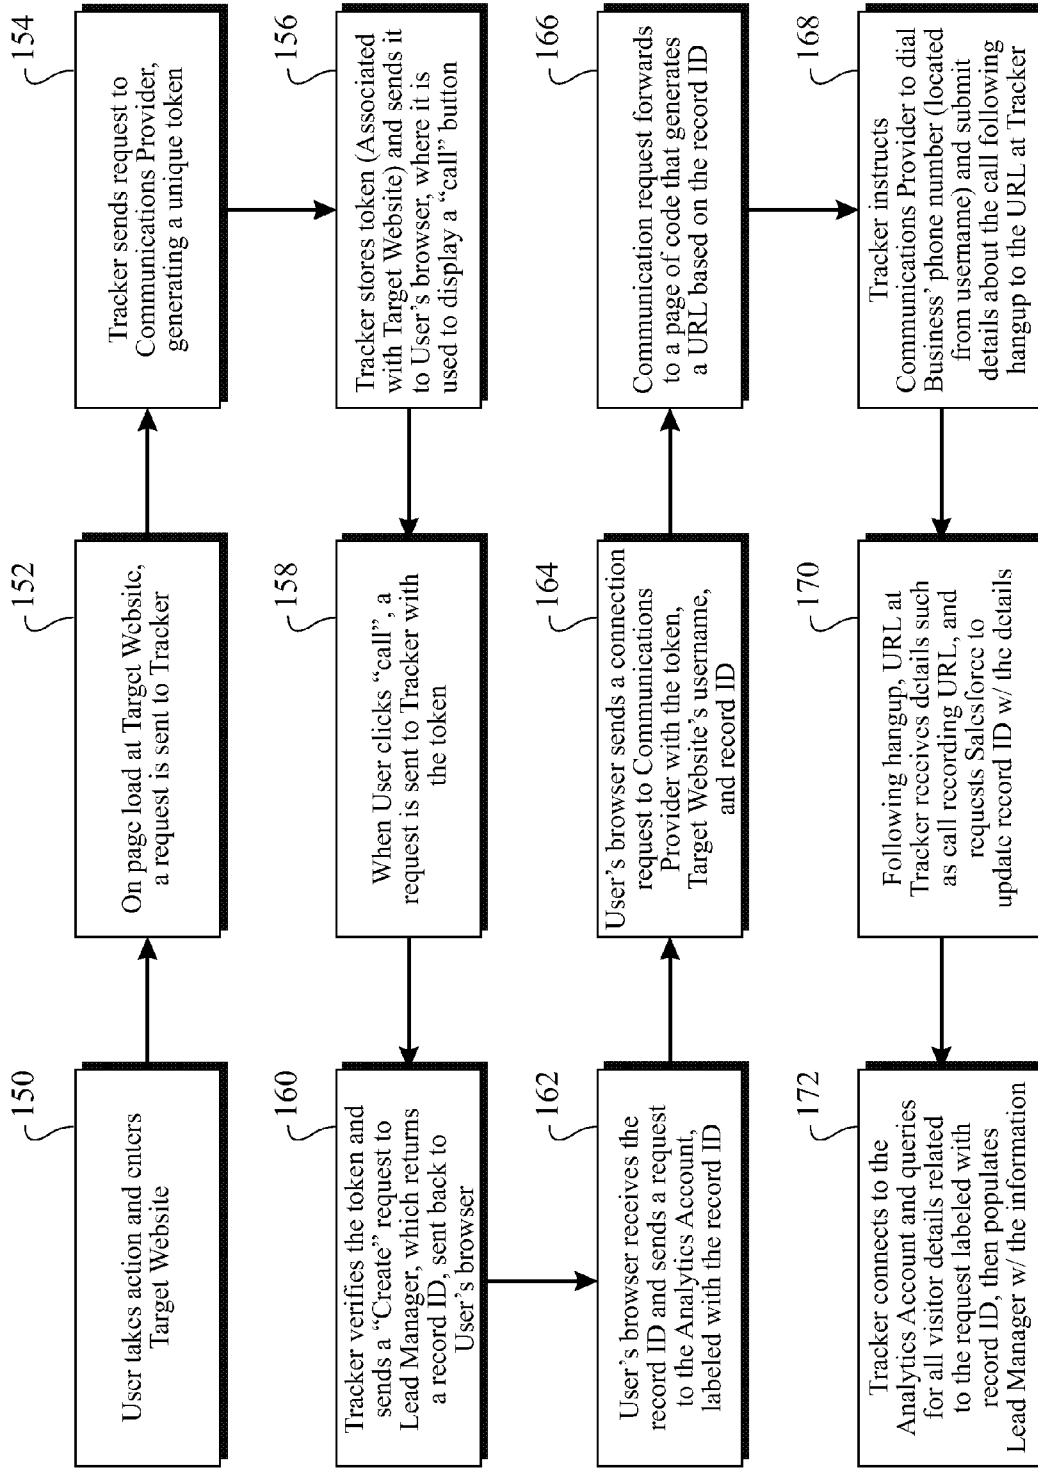 150
User takes action and enters
Target Website
152
On page load at Target Website,
a request is sent to Tracker
154
Tracker sends request to
Communications Provider,
generating a unique token
156
Tracker stores token (Associated
with Target Website) and sends it
to User's browser, where it is
used to display a “call” button
158
When User clicks “call”, a
request is sent to Tracker with
the token
160
Tracker verifies the token and
sends a “Create” request to
Lead Manager, which returns
a record ID, sent back to
User's browser
162
User's browser receives the
record ID and sends a request
to the Analytics Account,
labeled with the record ID
164
User's browser sends a connection
request to Communications
Provider with the token,
Target Website's username,
and record ID
166
Communication request forwards
to a page of code that generates
a URL based on the record ID
168
Tracker instructs
Communications Provider to dial
Business' phone number (located
from username) and submit
details about the call following
hangup to the URL at Tracker
170
Following hangup, URL at
Tracker receives details such
as call recording URL, and
requests Salesforce to
update record ID w/ the details
172
Tracker connects to the
Analytics Account and queries
for all visitor details related
to the request labeled with
record ID, then populates
Lead Manager w/ the information